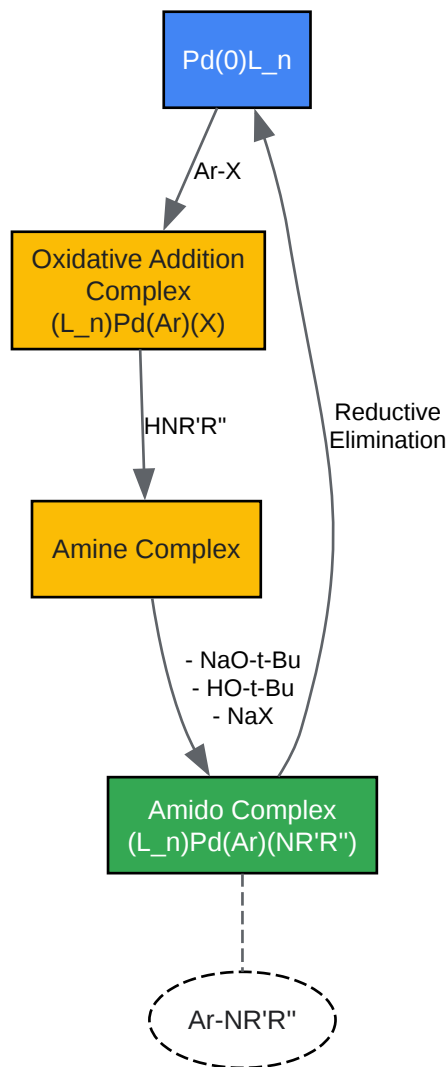 Pd(0)L_n
Ar-X
Oxidative Addition
Complex
(L_n)Pd(Ar)(X)
HNR'R"
Reductive
Elimination
Amine Complex
- NaO-t-Bu
- HO-t-Bu
- NaX
Amido Complex
(L_n)Pd(Ar)(NR'R")
Ar-NR'R"